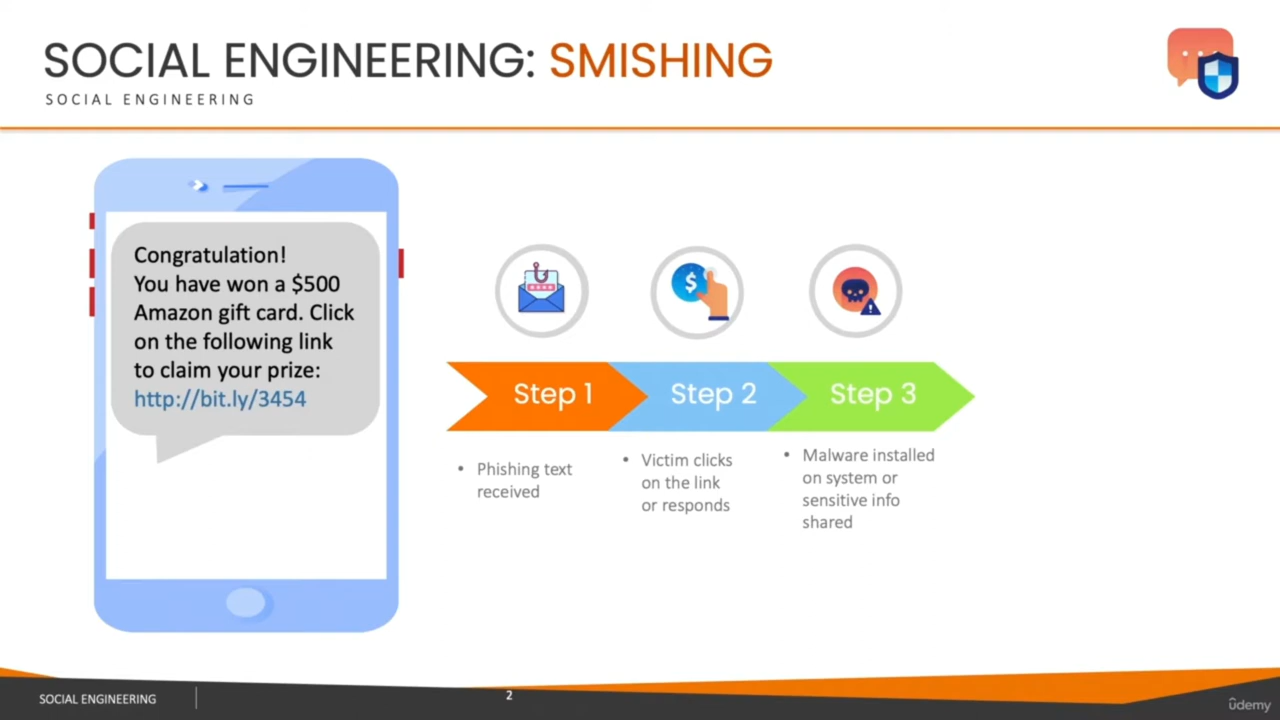 SOCIAL ENGINEERING: SMISHING
SOCIAL ENGINEERING
Congratulation!
You have won a $500
Amazon gift card. Click
on the following link
to claim your prize:
http://bit.ly/3454
$
Step 1
Step 2
Step 3
• Phishing text
received
• Victim clicks
on the link
or responds
• Malware installed
on system or
sensitive info
shared
SOCIAL ENGINEERING
2
ûdemy